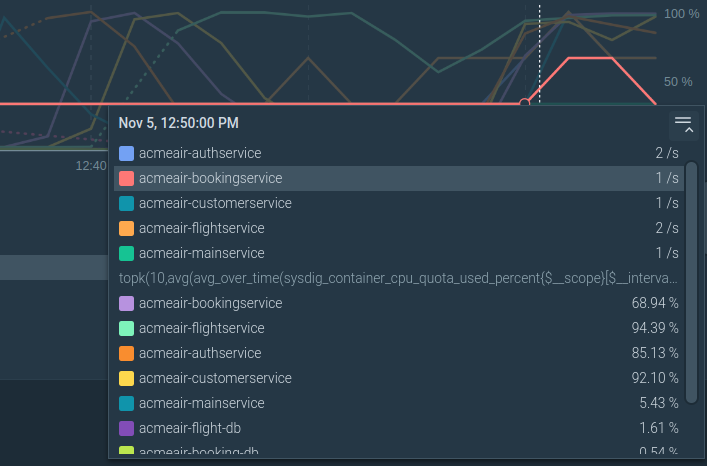 100 %
50 %
Nov 5, 12:50:00 PM
12:40
acmeair-authservice 2 /s
acmeair-bookingservice 1 /s
acmeair-customerservice 1 /s
acmeair-flightservice 2 /s
acmeair-mainservice 1 /s
topk(10,avg(avg_over_time(sysdig_container_cpu_quota_used_percent{$__scope}[$__interva...
acmeair-bookingservice 68.94 %
acmeair-flightservice 94.39 %
acmeair-authservice 85.13 %
acmeair-customerservice 92.10 %
acmeair-mainservice 5.43 %
acmeair-flight-db 1.61 %
acmeair-booking-db 0.54 %